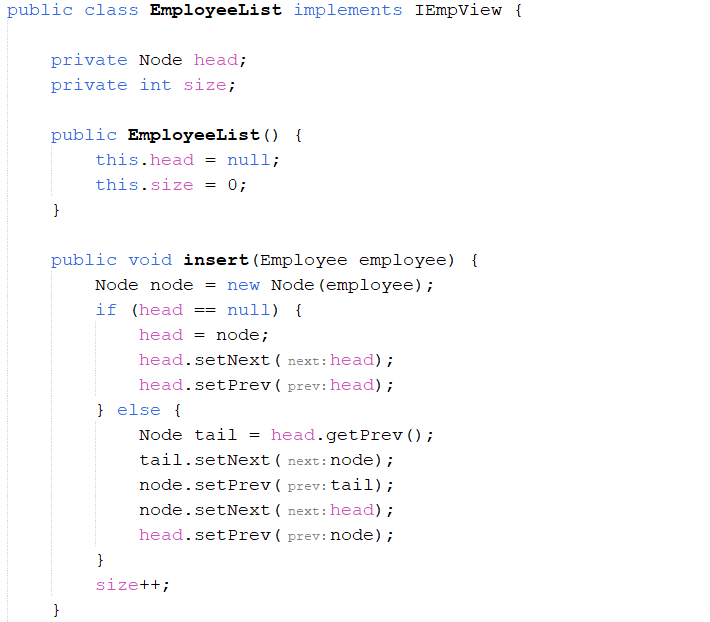 public class EmployeeList implements IEmpView {
private Node head;
private int size;
public EmployeeList() {
this.head = null;
this.size = 0;
}
public void insert(Employee employee) {
Node node = new Node(employee);
if (head == null) {
head = node;
head.setNext( next: head);
head.setPrev( prev: head);
} else {
Node tail = head.getPrev();
tail.setNext( next: node);
node.setPrev( prev: tail);
node.setNext( next: head);
head.setPrev( prev: node);
}
size++;
}